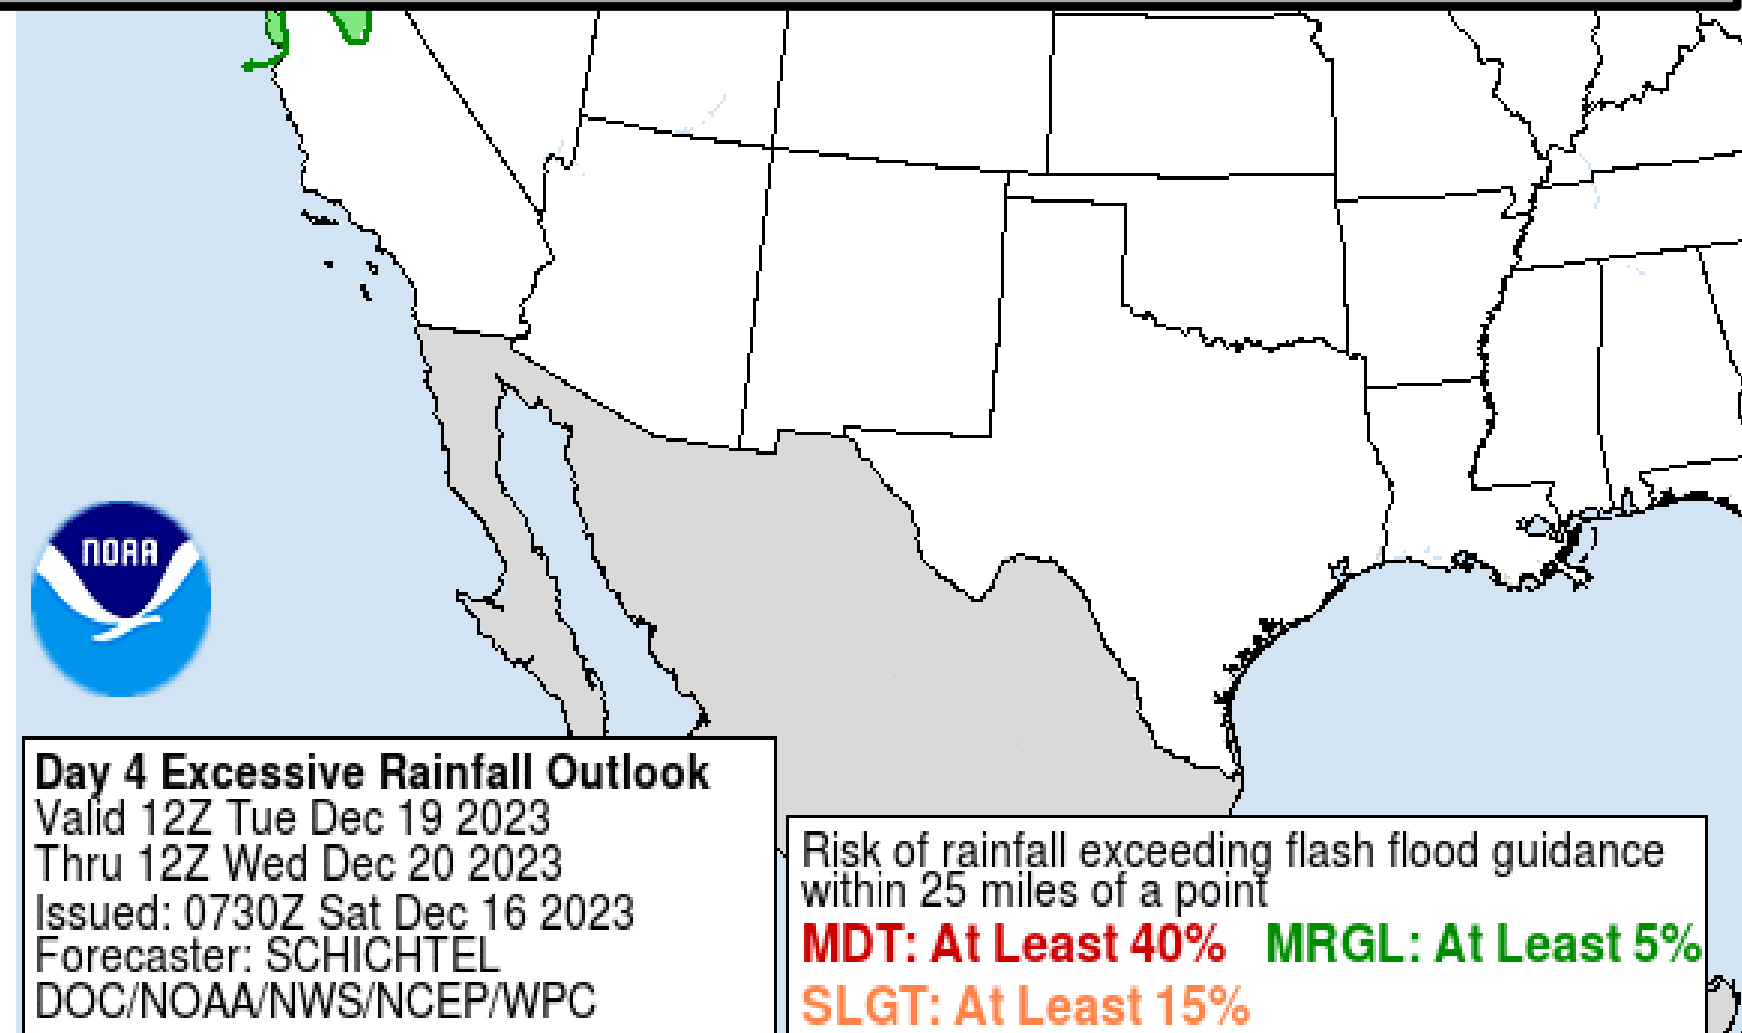 NOAA
Day 4 Excessive Rainfall Outlook
Valid 12Z Tue Dec 19 2023
Thru 12Z Wed Dec 20 2023
Issued: 0730Z Sat Dec 16 2023
Forecaster: SCHICHTEL
DOC/NOAA/NWS/NCEP/WPC
Risk of rainfall exceeding flash flood guidance
within 25 miles of a point
MDT: At Least 40% MRGL: At Least 5%
SLGT: At Least 15%